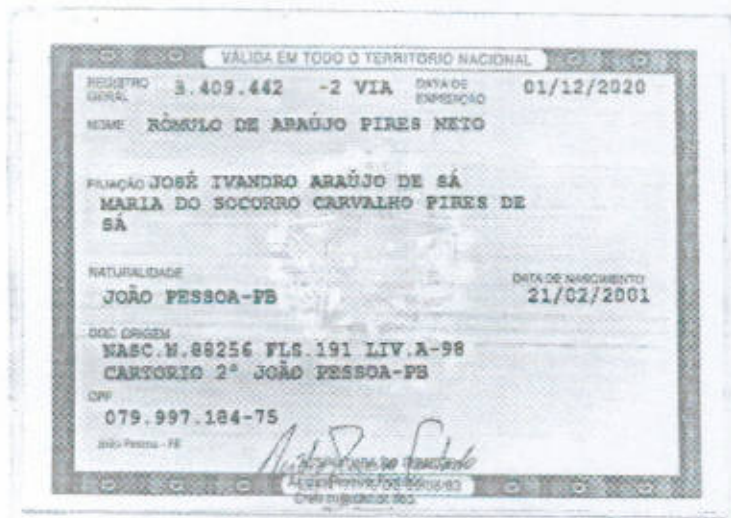 VÁLIDA EM TODO O TERRITÓRIO NACIONAL
REGISTRO GERAL 3.409.442 -2 VIA DATA DE EXPEDIÇÃO 01/12/2020
NOME RÔMULO DE ARAÚJO PIRES NETO
FILIAÇÃO JOSÉ IVANDRO ARAÚJO DE SÁ
MARIA DO SOCORRO CARVALHO PIRES DE
SÁ
NATURALIDADE DATA DE NASCIMENTO
JOÃO PESSOA-PB 21/02/2001
DOC ORIGEM
NASC.N.88256 FLS.191 LIV.A-98
CARTORIO 2º JOÃO PESSOA-PB
CPF
079.997.184-75
João Pessoa - PB